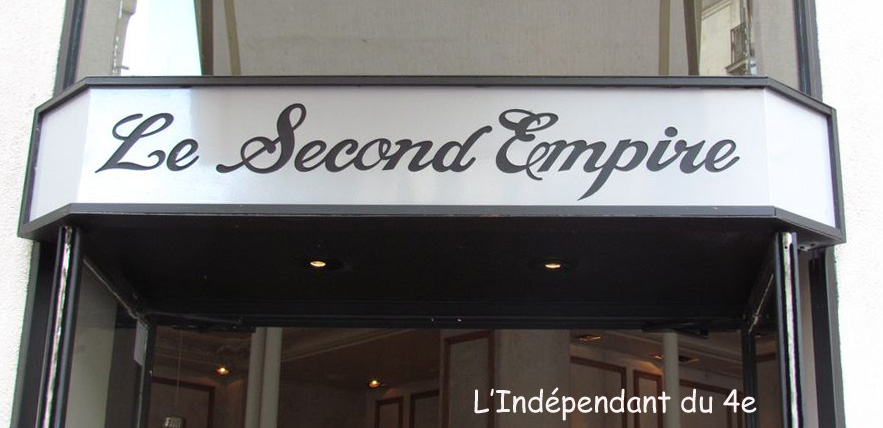 Le Second Empire
L'Indépendant du 4e